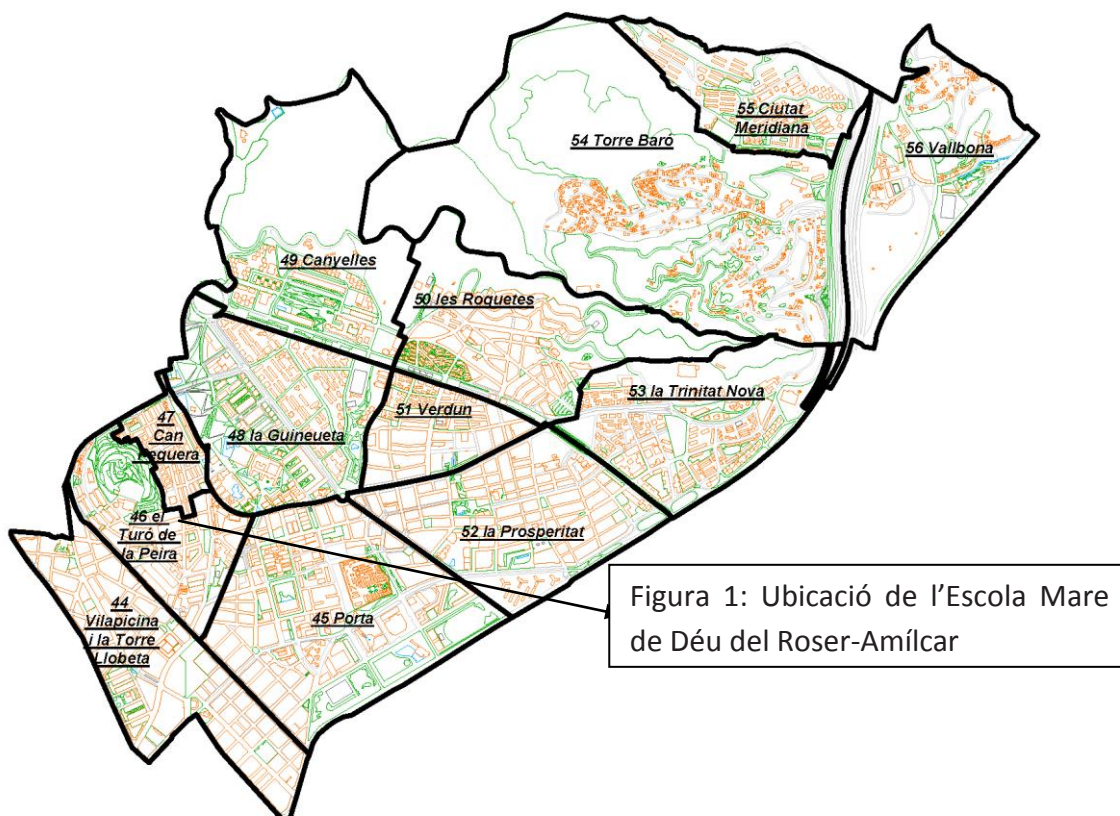 55 Ciutat
Meridiana
54 Torre Baró
56 Vallbona
49 Canyelles
50 les Roquetes
53 la Trinitat Nova
51 Verdun
47
Can
Peguera
48 la Guineueta
46 el
Turó de
la Peira
52 la Prosperitat
44
Vilapicina
i la Torre
Llobeta
45 Porta
Figura 1: Ubicació de l’Escola Mare
de Déu del Roser-Amílcar